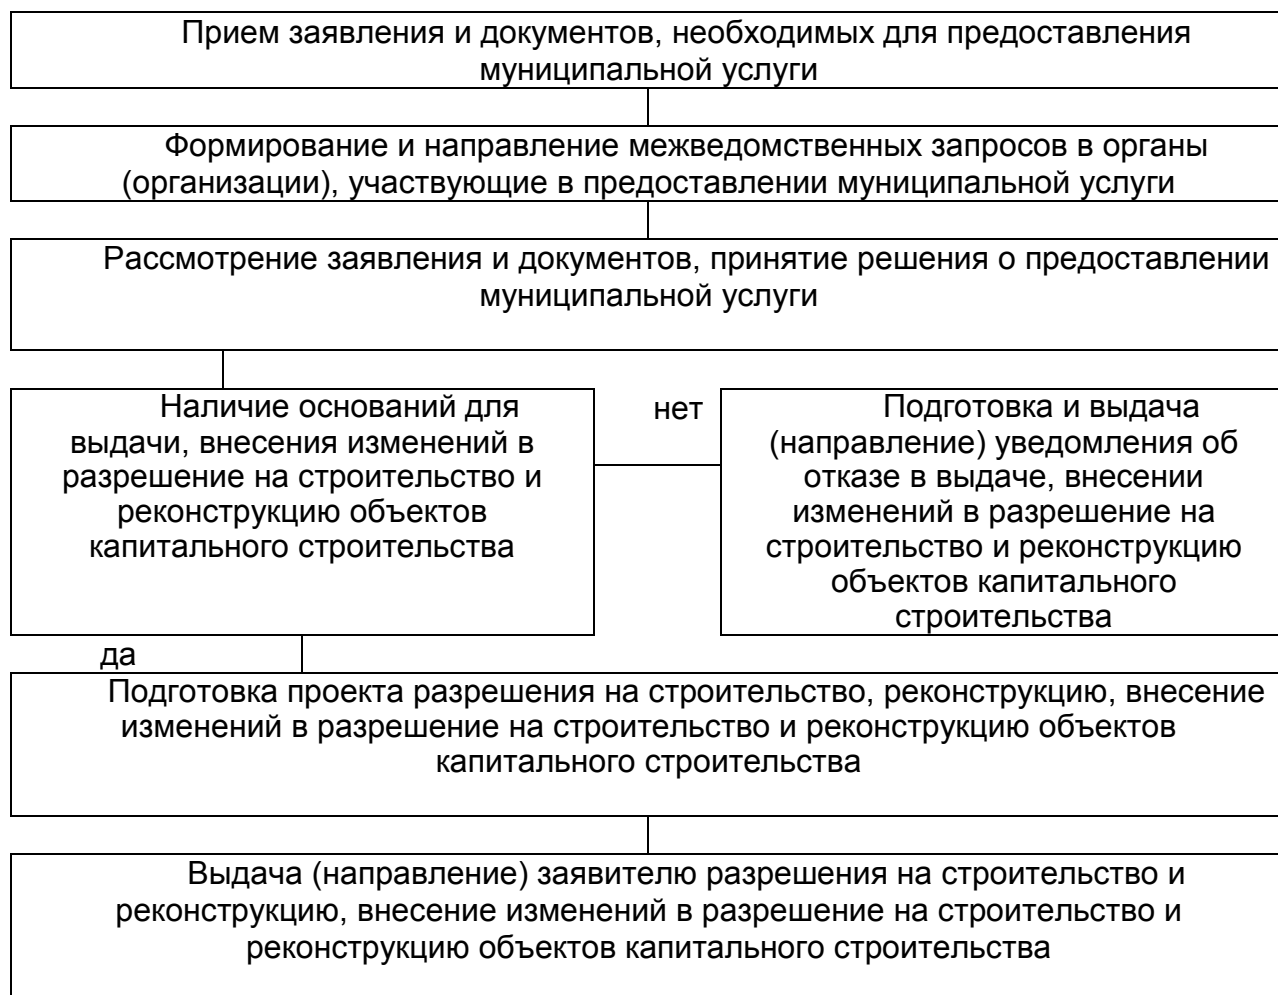 Прием заявления и документов, необходимых для предоставления
муниципальной услуги
Формирование и направление межведомственных запросов в органы
(организации), участвующие в предоставлении муниципальной услуги
Рассмотрение заявления и документов, принятие решения о предоставлении
муниципальной услуги
Наличие оснований для
выдачи, внесения изменений в
разрешение на строительство и
реконструкцию объектов
капитального строительства
нет
Подготовка и выдача
(направление) уведомления об
отказе в выдаче, внесении
изменений в разрешение на
строительство и реконструкцию
объектов капитального
строительства
да
Подготовка проекта разрешения на строительство, реконструкцию, внесение
изменений в разрешение на строительство и реконструкцию объектов
капитального строительства
Выдача (направление) заявителю разрешения на строительство и
реконструкцию, внесение изменений в разрешение на строительство и
реконструкцию объектов капитального строительства